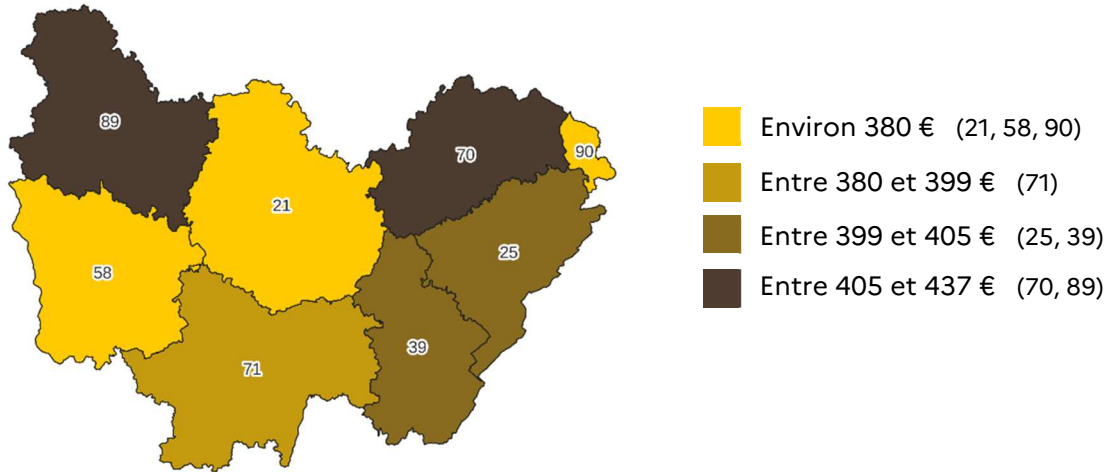 89
70
90
21
25
58
39
71
Environ 380 € (21, 58, 90)
Entre 380 et 399 € (71)
Entre 399 et 405 € (25, 39)
Entre 405 et 437 € (70, 89)